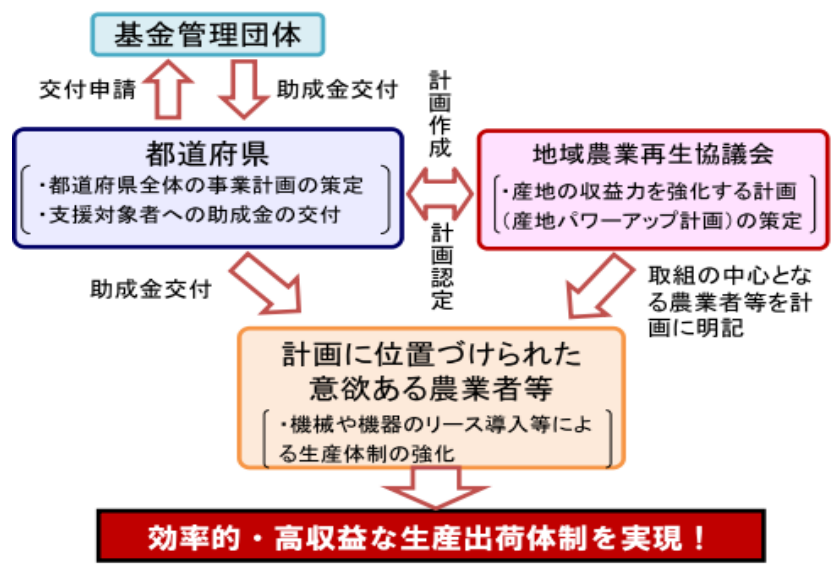 基金管理団体
交付申請
助成金交付
計画作成
都道府県
・都道府県全体の事業計画の策定
・支援対象者への助成金の交付
地域農業再生協議会
・産地の収益力を強化する計画
(産地パワーアップ計画)の策定
計画認定
助成金交付
取組の中心とな
る農業者等を計
画に明記
計画に位置づけられた
意欲ある農業者等
・機械や機器のリース導入等によ
る生産体制の強化
効率的・高収益な生産出荷体制を実現!